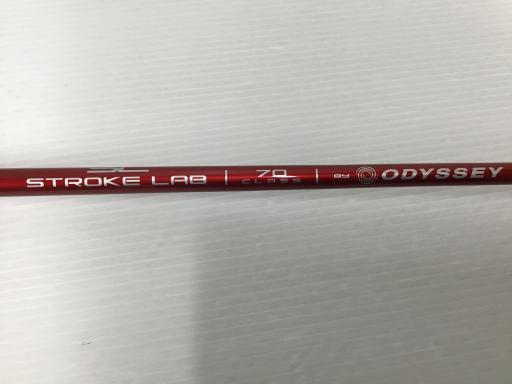 STROKE LAB | 70 CLASS | BY ODYSSEY